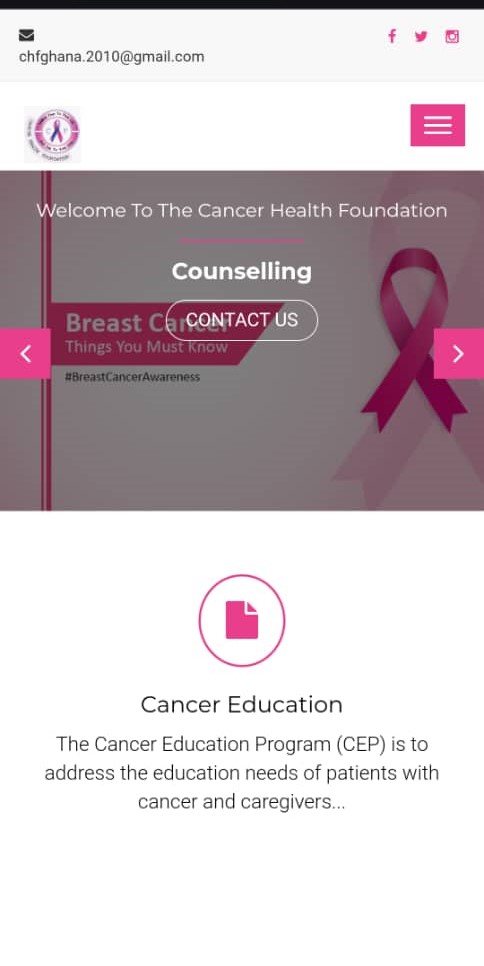 chfghana.2010@gmail.com
Welcome To The Cancer Health Foundation
Counselling
CONTACT US
Breast Cancer
Things You Must Know
#BreastCancerAwareness
Cancer Education
The Cancer Education Program (CEP) is to
address the education needs of patients with
cancer and caregivers...